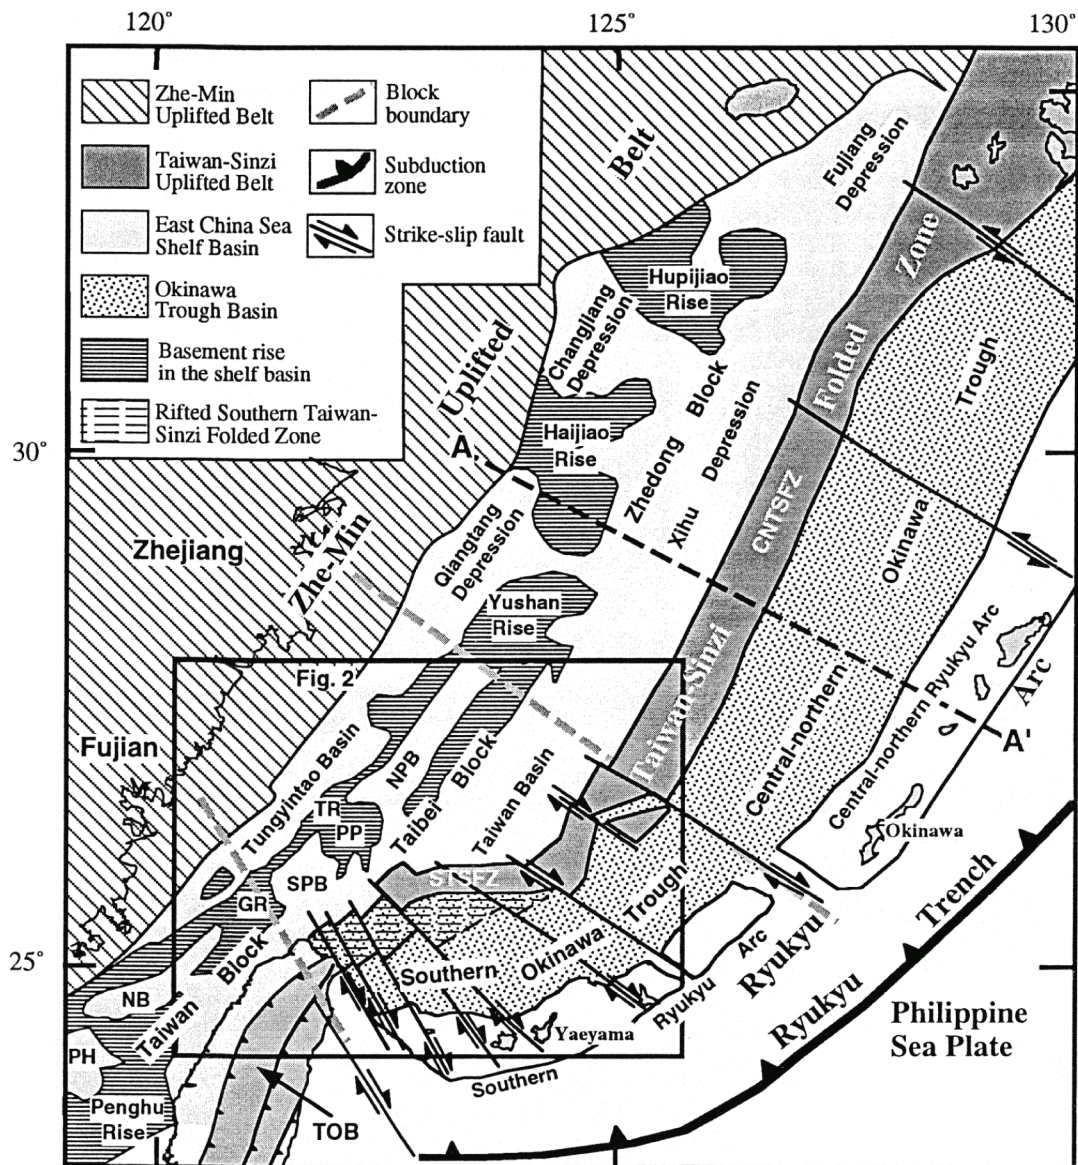 120°
125°
130°
Zhe-Min
Uplifted Belt
Taiwan-Sinzi
Uplifted Belt
East China Sea
Shelf Basin
Okinawa
Trough Basin
Basement rise
in the shelf basin
Rifted Southern Taiwan-
Sinzi Folded Zone
Block
boundary
Subduction
zone
Strike-slip fault
Belt
Fujiang
Depression
Zone
Hupijiao
Rise
Changjiang
Depression
Uplifted
Folded
Trough
Block
Depression
30°
A
Haijiao
Rise
Zhedong
Xihu
CNTSFZ
Okinawa
Zhejiang
Zhe-Min
Qiangtang
Depression
Yushan
Rise
Ryukyu Arc
Arc
Fig. 2
Taiwan-Sinzi
Central-northern
Central-northern
A'
Fujian
Tungyintao Basin
NPB
Block
Taiwan Basin
TR
PP
Taibei
Okinawa
SPB
STSFZ
GR
Trough
Trench
25°
Block
Southern
Okinawa
Arc
Ryukyu
NB
Taiwan
Yaeyama
Ryukyu
Ryukyu
Philippine
Sea Plate
PH
Southern
Penghu
Rise
TOB